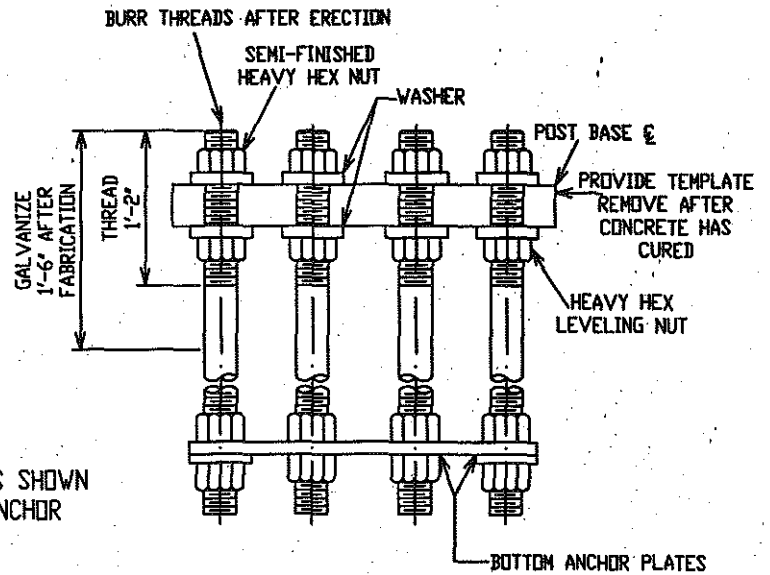 BURR THREADS AFTER ERECTION
SEMI-FINISHED
HEAVY HEX NUT
WASHER
POST BASE ℄
PROVIDE TEMPLATE
REMOVE AFTER
CONCRETE HAS
CURED
GALVANIZE
1'-6" AFTER
FABRICATION
THREAD
1'-2"
HEAVY HEX
LEVELING NUT
S SHOWN
NCHOR
BOTTOM ANCHOR PLATES